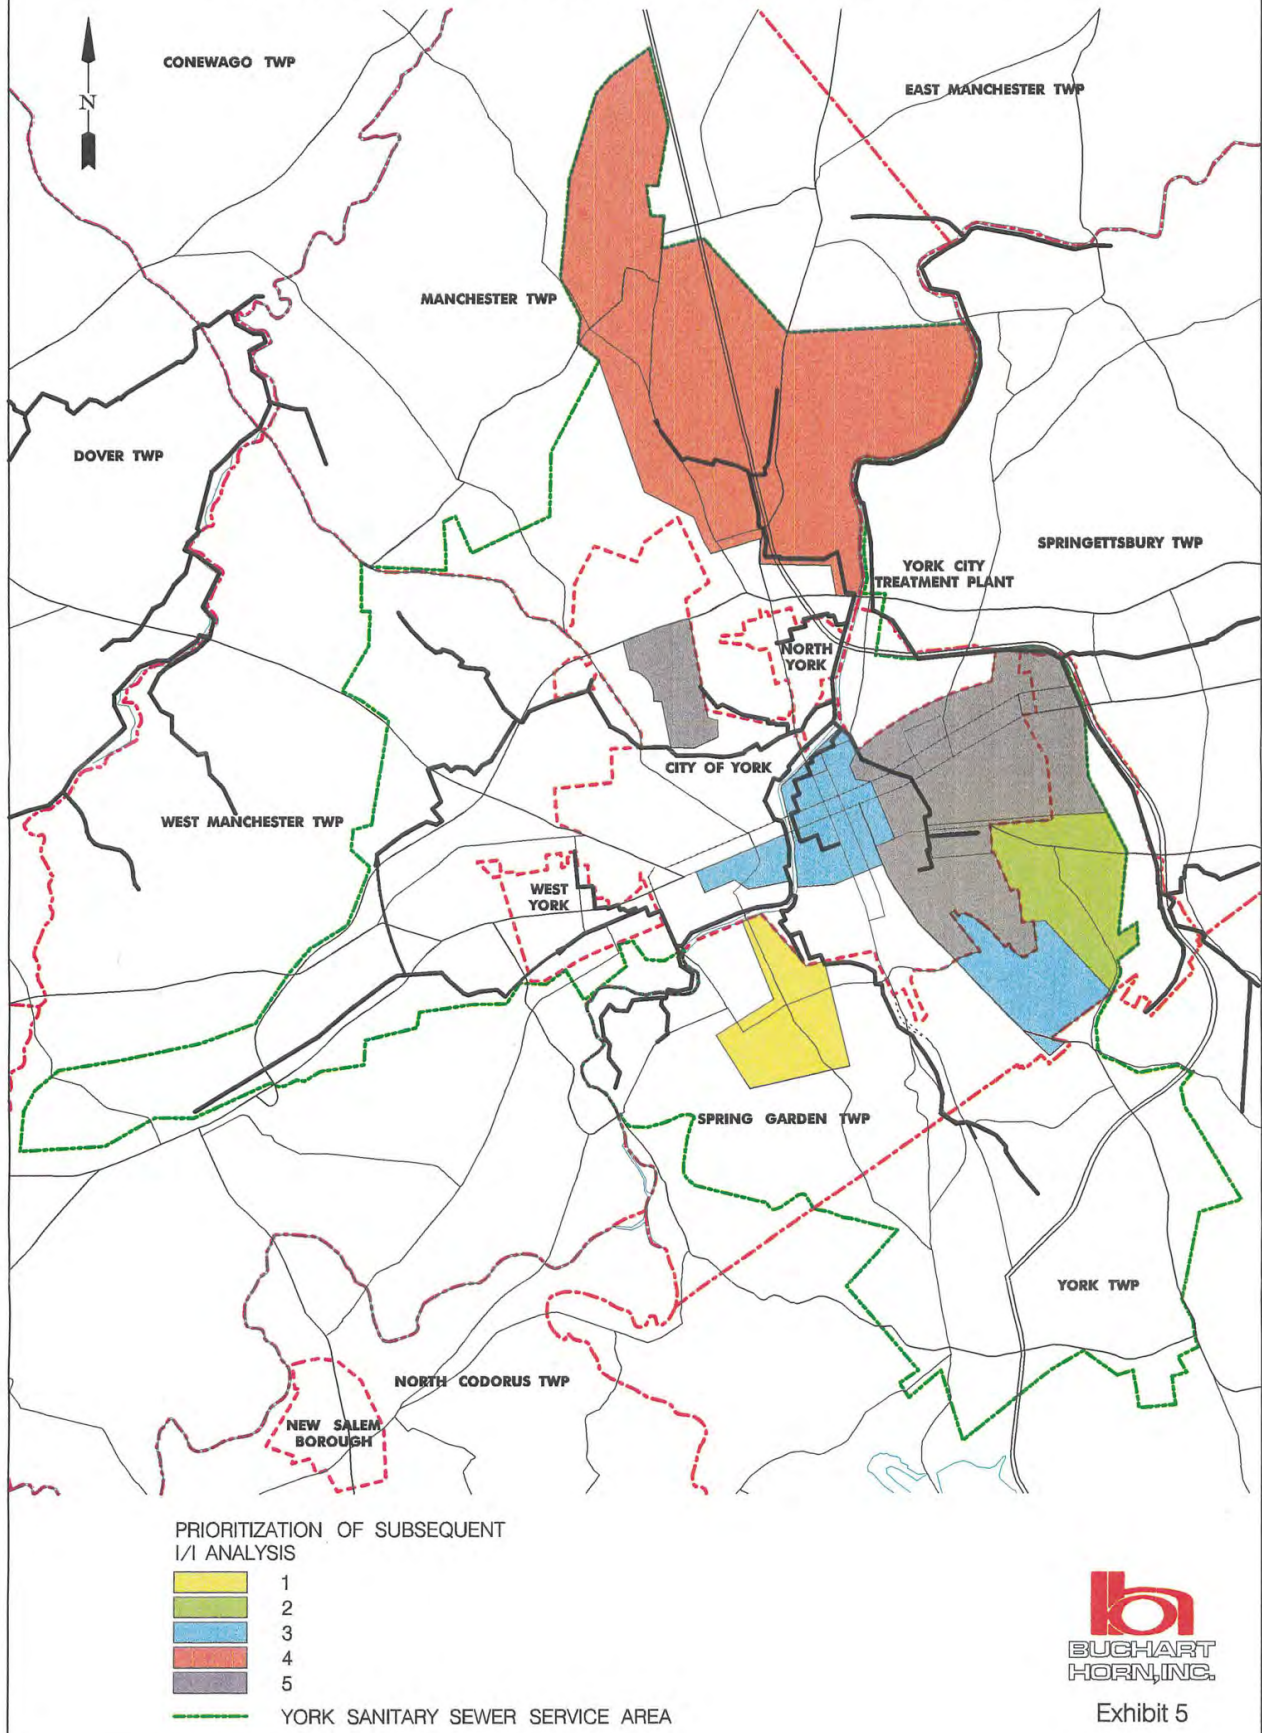 N
CONEWAGO TWP
EAST MANCHESTER TWP
MANCHESTER TWP
DOVER TWP
SPRINGETTSBURY TWP
YORK CITY
TREATMENT PLANT
NORTH
YORK
CITY OF YORK
WEST MANCHESTER TWP
WEST
YORK
SPRING GARDEN TWP
YORK TWP
NORTH CODORUS TWP
NEW SALEM
BOROUGH
PRIORITIZATION OF SUBSEQUENT
I/I ANALYSIS
1
2
3
4
5
YORK SANITARY SEWER SERVICE AREA
BUCHART
HORN, INC.
Exhibit 5